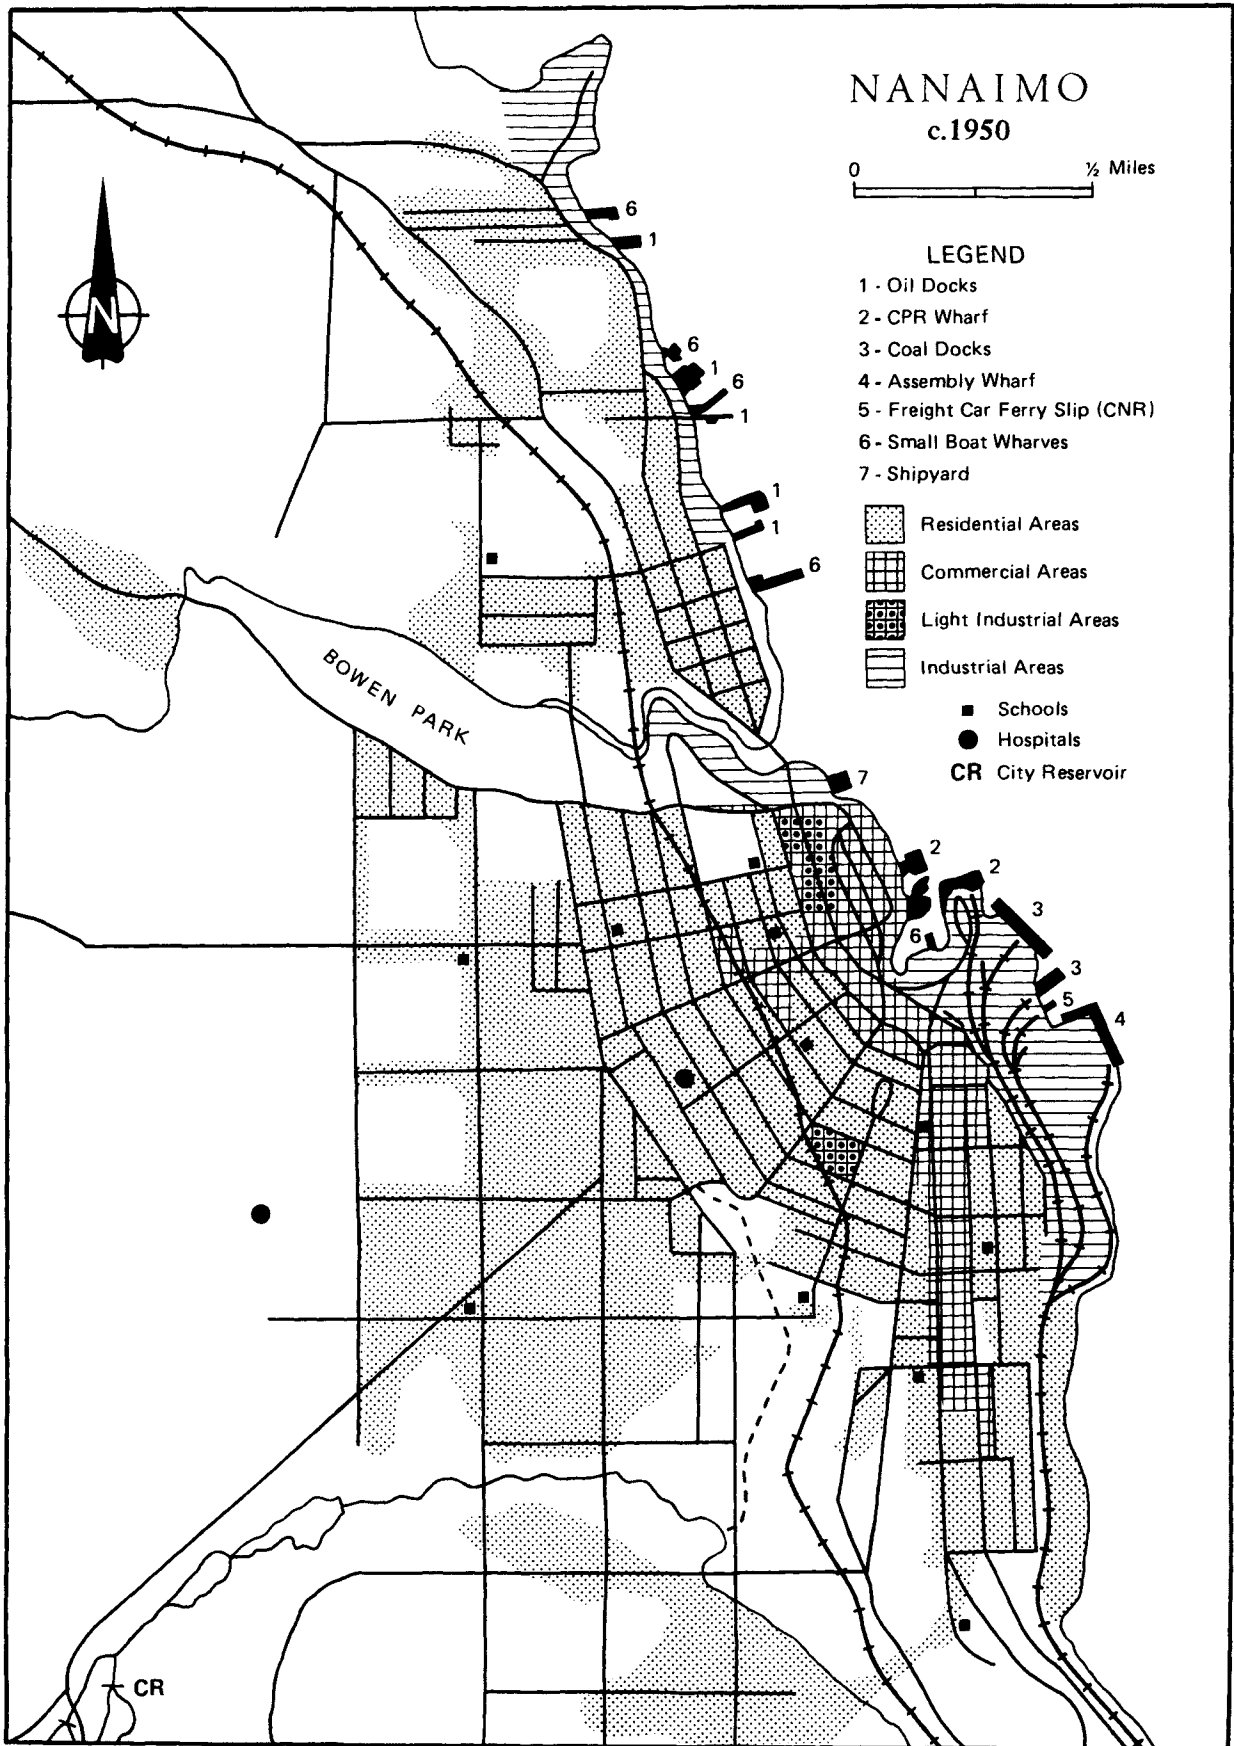 NANAIMO
c.1950
0 ½ Miles
N
LEGEND
1 - Oil Docks
2 - CPR Wharf
3 - Coal Docks
4 - Assembly Wharf
5 - Freight Car Ferry Slip (CNR)
6 - Small Boat Wharves
7 - Shipyard
Residential Areas
Commercial Areas
Light Industrial Areas
Industrial Areas
Schools
Hospitals
CR City Reservoir
6
1
6
1
6
1
1
1
6
BOWEN PARK
7
2
2
3
6
3
5
4
CR